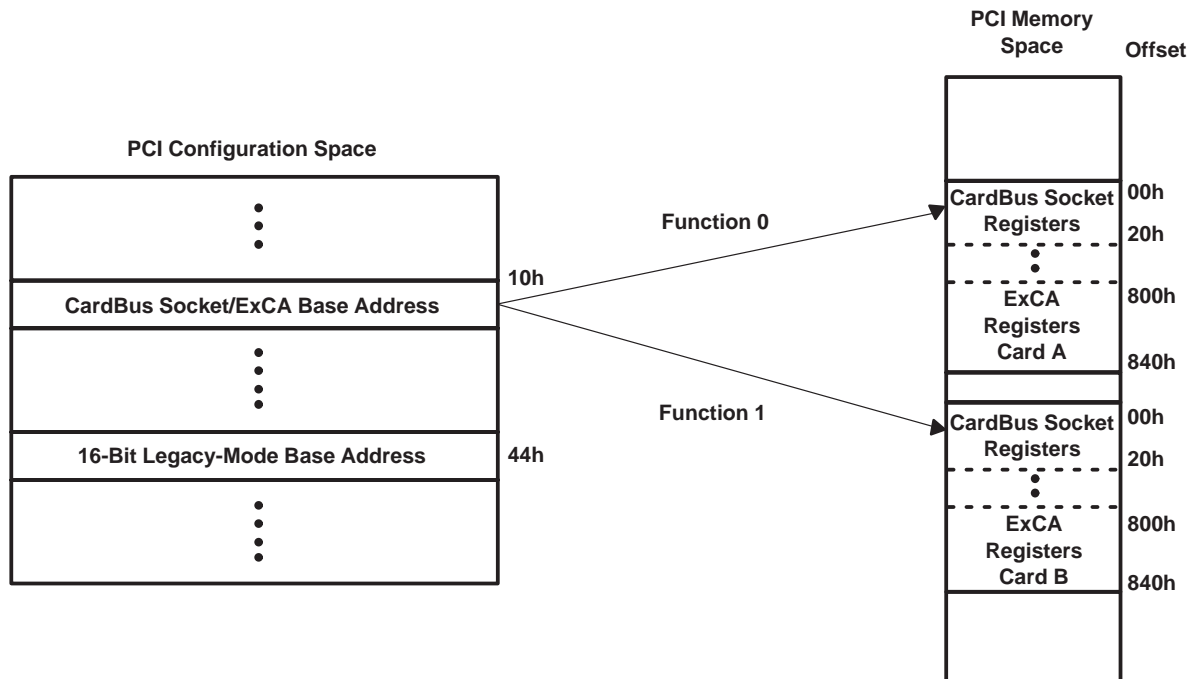 PCI Memory
Space
Offset
PCI Configuration Space
10h
CardBus Socket/ExCA Base Address
16-Bit Legacy-Mode Base Address
44h
Function 0
Function 1
CardBus Socket
Registers
00h
20h
ExCA
Registers
Card A
800h
840h
CardBus Socket
Registers
00h
20h
ExCA
Registers
Card B
800h
840h